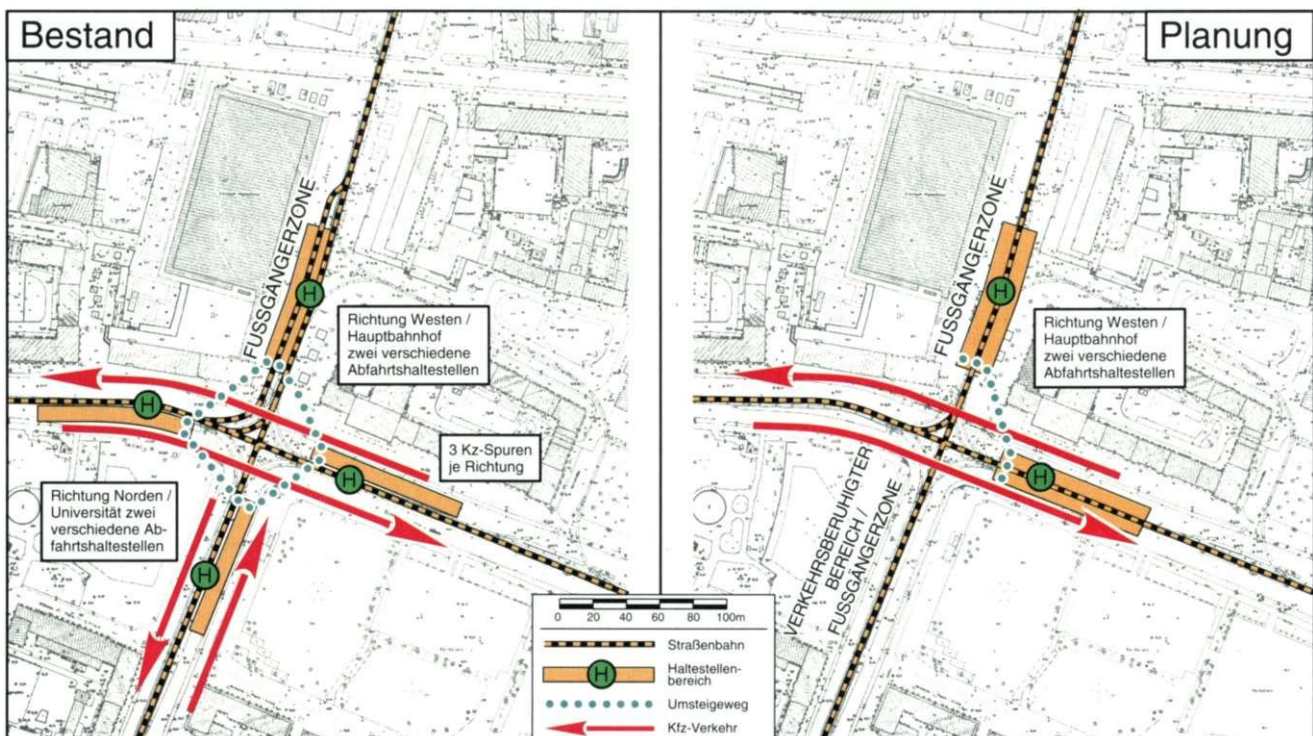 Bestand
FUSSGÄNGERZONE
H
Richtung Westen /
Hauptbahnhof
zwei verschiedene
Abfahrtshaltestellen
H
3 Kz-Spuren
je Richtung
H
Richtung Norden /
Universität zwei
verschiedene Ab-
fahrtshaltestellen
H
Planung
FUSSGÄNGERZONE
H
Richtung Westen /
Hauptbahnhof
zwei verschiedene
Abfahrtshaltestellen
H
VERKEHRSBERUHIGTER
BEREICH /
FUSSGÄNGERZONE
0 20 40 60 80 100m
Straßenbahn
H
Haltestellen-
bereich
Umsteigeweg
Kfz-Verkehr